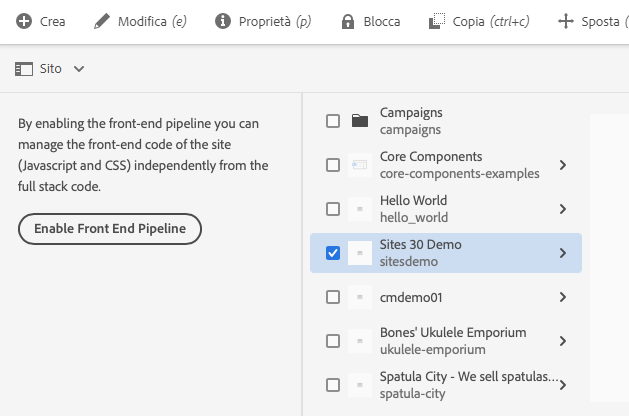 Crea Modifica (e) Proprietà (p) Blocca Copia (ctrl+c) Sposta (
Sito
By enabling the front-end pipeline you can
manage the front-end code of the site
(Javascript and CSS) independently from the
full stack code.
Enable Front End Pipeline
Campaigns
campaigns
Core Components
core-components-examples
Hello World
hello_world
Sites 30 Demo
sitesdemo
cmdemo01
Bones' Ukulele Emporium
ukulele-emporium
Spatula City - We sell spatulas...
spatula-city